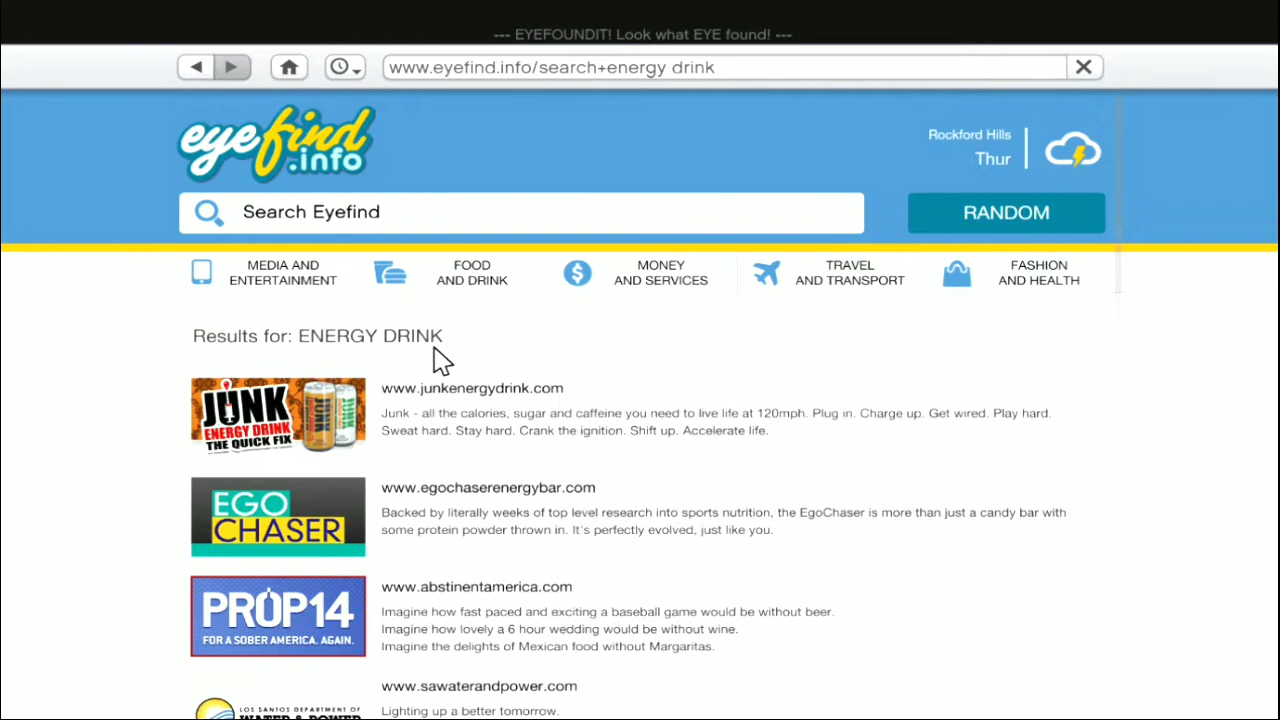 --- EYEFOUNDIT! Look what EYE found! ---
www.eyefind.info/search+energy drink
eyefind
.info
Rockford Hills
Thur
Search Eyefind
RANDOM
MEDIA AND
ENTERTAINMENT
FOOD
AND DRINK
MONEY
AND SERVICES
TRAVEL
AND TRANSPORT
FASHION
AND HEALTH
Results for: ENERGY DRINK
JUNK
ENERGY DRINK
THE QUICK FIX
JUNK
JUNK
www.junkenergydrink.com
Junk - all the calories, sugar and caffeine you need to live life at 120mph. Plug in. Charge up. Get wired. Play hard.
Sweat hard. Stay hard. Crank the ignition. Shift up. Accelerate life.
EGO
CHASER
www.egochaserenergybar.com
Backed by literally weeks of top level research into sports nutrition, the EgoChaser is more than just a candy bar with
some protein powder thrown in. It's perfectly evolved, just like you.
PROP14
FOR A SOBER AMERICA. AGAIN.
www.abstinentamerica.com
Imagine how fast paced and exciting a baseball game would be without beer.
Imagine how lovely a 6 hour wedding would be without wine.
Imagine the delights of Mexican food without Margaritas.
LOS SANTOS DEPARTMENT OF
WATER & POWER
www.sawaterandpower.com
Lighting up a better tomorrow.